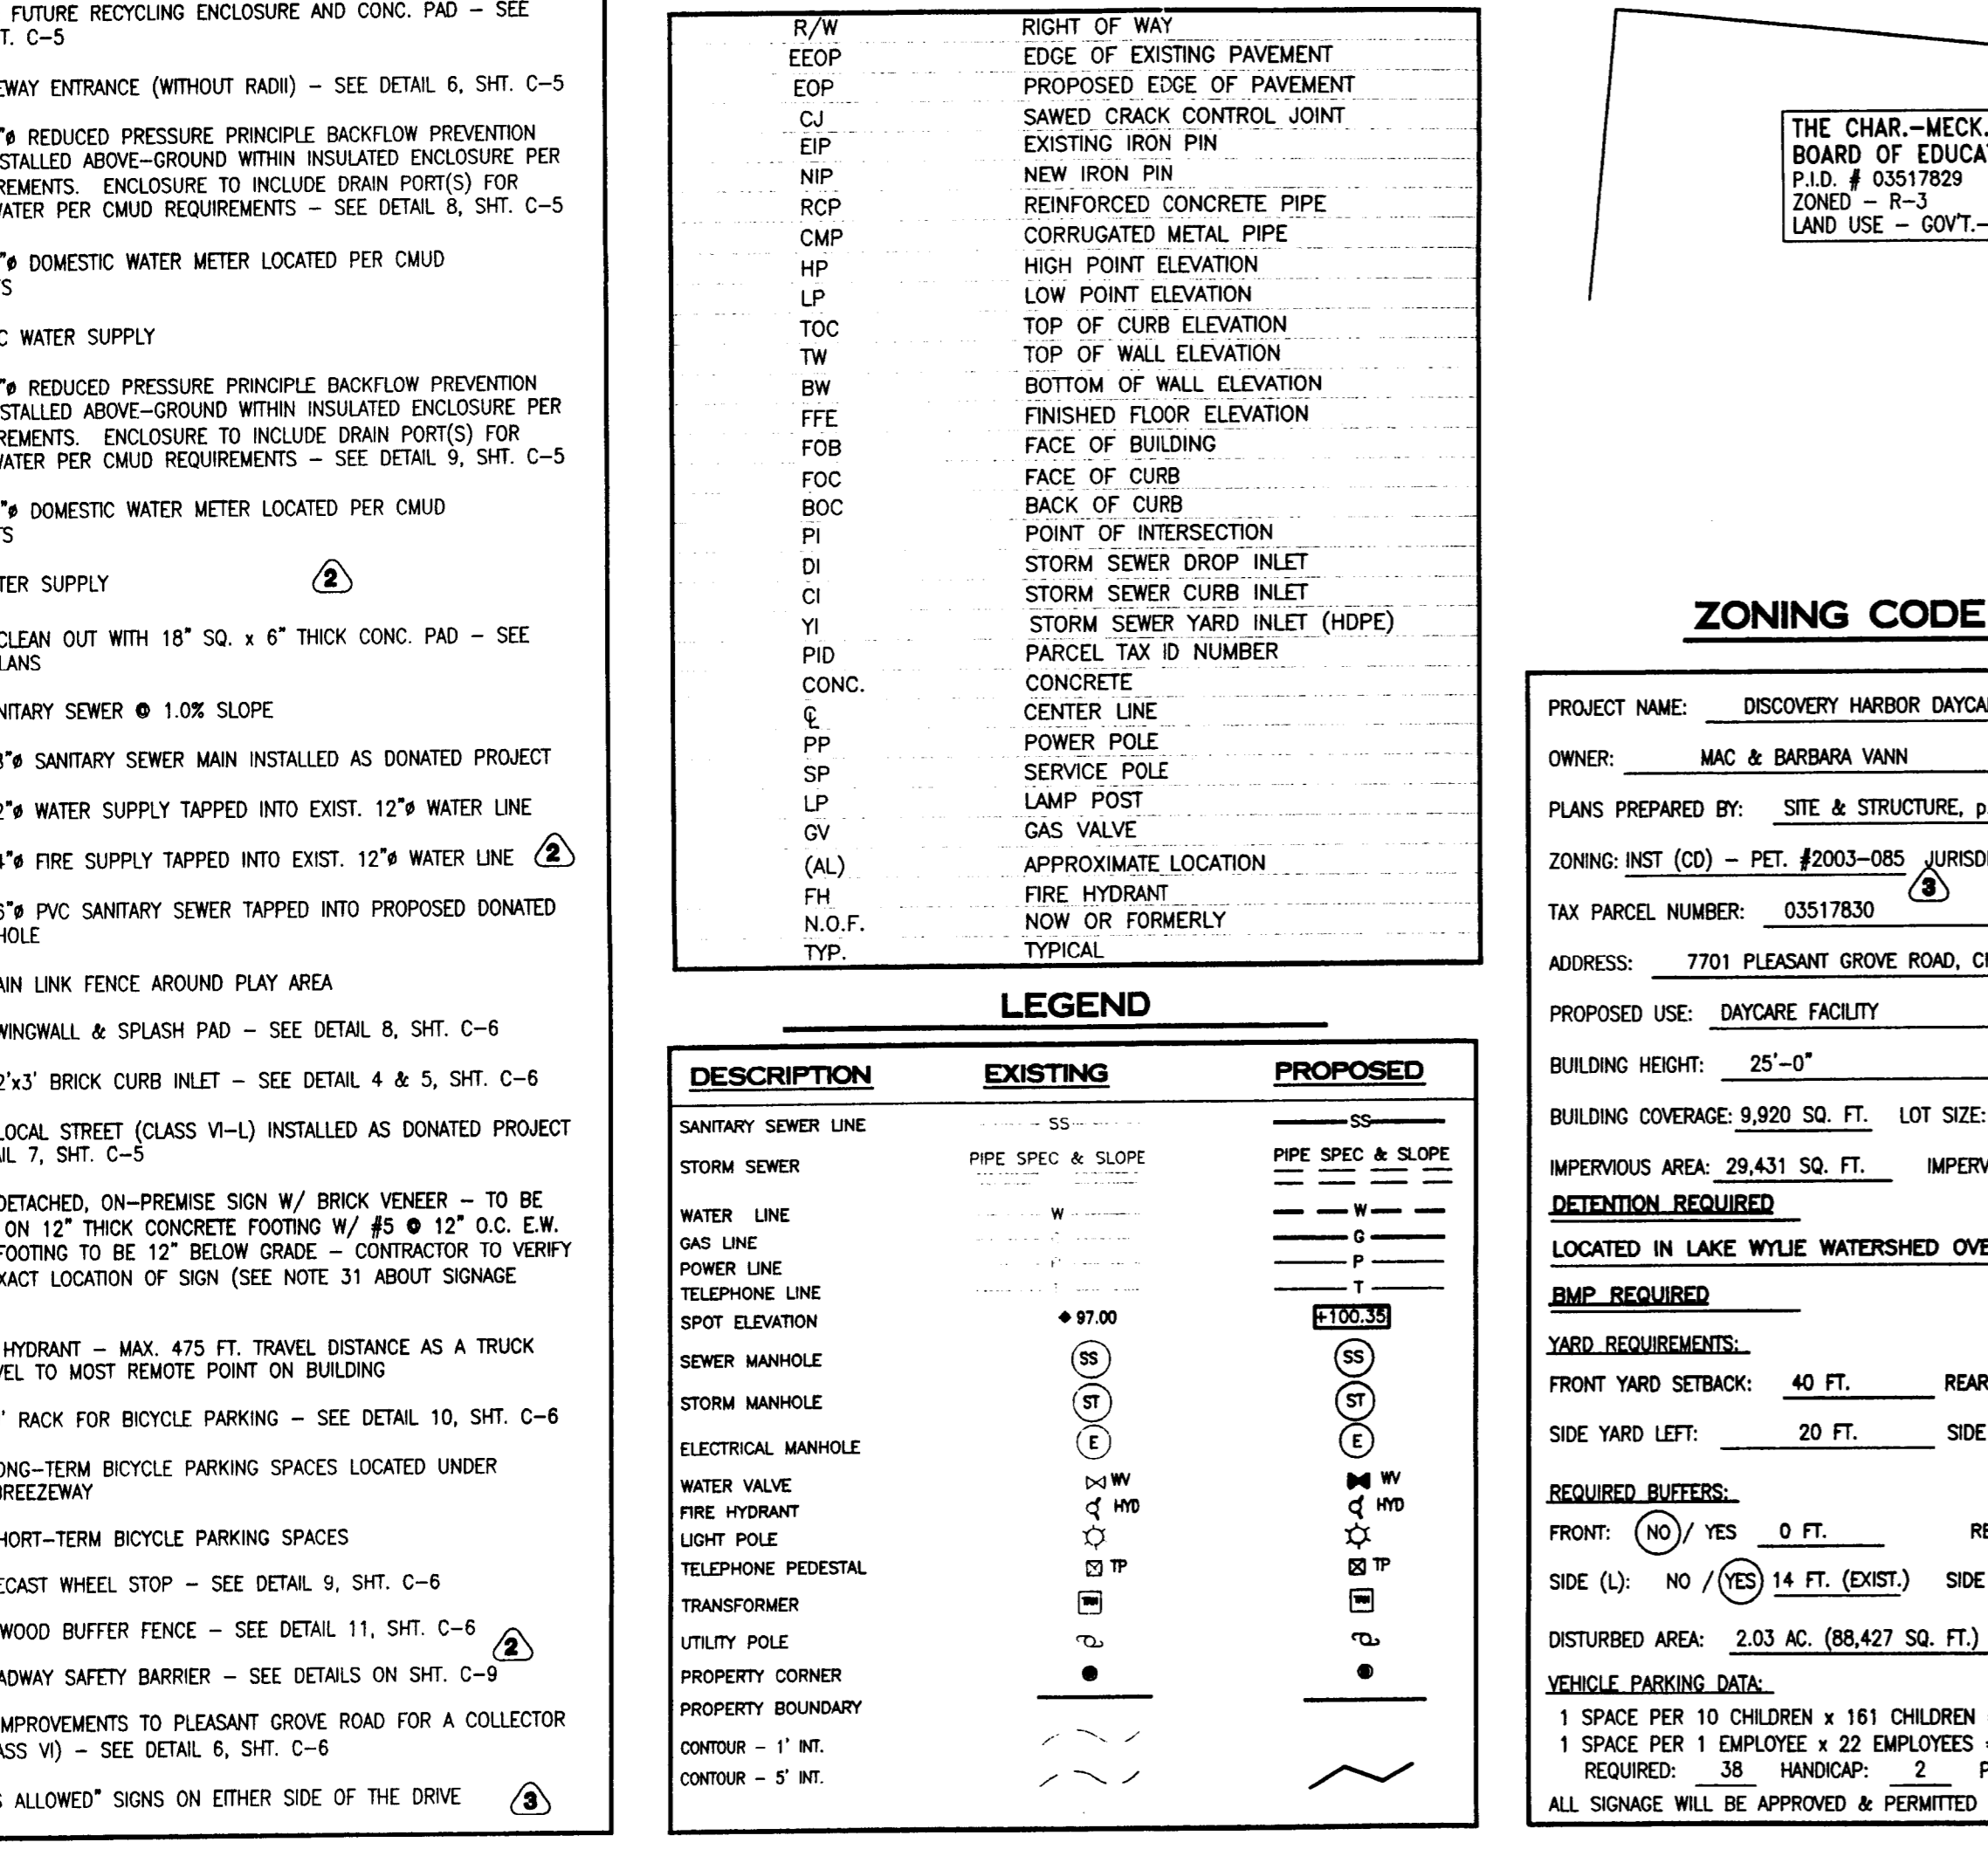 FUTURE RECYCLING ENCLOSURE AND CONC. PAD – SEE
T. C–5
EWAY ENTRANCE (WITHOUT RADII) – SEE DETAIL 6, SHT. C–5
"ø REDUCED PRESSURE PRINCIPLE BACKFLOW PREVENTION
STALLED ABOVE–GROUND WITHIN INSULATED ENCLOSURE PER
REMENTS. ENCLOSURE TO INCLUDE DRAIN PORT(S) FOR
WATER PER CMUD REQUIREMENTS – SEE DETAIL 8, SHT. C–5
"ø DOMESTIC WATER METER LOCATED PER CMUD
TS
C WATER SUPPLY
"ø REDUCED PRESSURE PRINCIPLE BACKFLOW PREVENTION
STALLED ABOVE–GROUND WITHIN INSULATED ENCLOSURE PER
REMENTS. ENCLOSURE TO INCLUDE DRAIN PORT(S) FOR
WATER PER CMUD REQUIREMENTS – SEE DETAIL 9, SHT. C–5
"ø DOMESTIC WATER METER LOCATED PER CMUD
TS
TER SUPPLY 2
CLEAN OUT WITH 18" SQ. x 6" THICK CONC. PAD – SEE
LANS
NITARY SEWER @ 1.0% SLOPE
8"ø SANITARY SEWER MAIN INSTALLED AS DONATED PROJECT
2"ø WATER SUPPLY TAPPED INTO EXIST. 12"ø WATER LINE
4"ø FIRE SUPPLY TAPPED INTO EXIST. 12"ø WATER LINE 2
6"ø PVC SANITARY SEWER TAPPED INTO PROPOSED DONATED
HOLE
AIN LINK FENCE AROUND PLAY AREA
WINGWALL & SPLASH PAD – SEE DETAIL 8, SHT. C–6
2'x3' BRICK CURB INLET – SEE DETAIL 4 & 5, SHT. C–6
LOCAL STREET (CLASS VI–L) INSTALLED AS DONATED PROJECT
AIL 7, SHT. C–5
DETACHED, ON–PREMISE SIGN W/ BRICK VENEER – TO BE
ON 12" THICK CONCRETE FOOTING W/ #5 @ 12" O.C. E.W.
FOOTING TO BE 12" BELOW GRADE – CONTRACTOR TO VERIFY
XACT LOCATION OF SIGN (SEE NOTE 31 ABOUT SIGNAGE
HYDRANT – MAX. 475 FT. TRAVEL DISTANCE AS A TRUCK
VEL TO MOST REMOTE POINT ON BUILDING
' RACK FOR BICYCLE PARKING – SEE DETAIL 10, SHT. C–6
ONG–TERM BICYCLE PARKING SPACES LOCATED UNDER
BREEZEWAY
HORT–TERM BICYCLE PARKING SPACES
ECAST WHEEL STOP – SEE DETAIL 9, SHT. C–6
WOOD BUFFER FENCE – SEE DETAIL 11, SHT. C–6 2
ADWAY SAFETY BARRIER – SEE DETAILS ON SHT. C–9
IMPROVEMENTS TO PLEASANT GROVE ROAD FOR A COLLECTOR
ASS VI) – SEE DETAIL 6, SHT. C–6
S ALLOWED" SIGNS ON EITHER SIDE OF THE DRIVE 3
R/W RIGHT OF WAY
EEOP EDGE OF EXISTING PAVEMENT
EOP PROPOSED EDGE OF PAVEMENT
CJ SAWED CRACK CONTROL JOINT
EIP EXISTING IRON PIN
NIP NEW IRON PIN
RCP REINFORCED CONCRETE PIPE
CMP CORRUGATED METAL PIPE
HP HIGH POINT ELEVATION
LP LOW POINT ELEVATION
TOC TOP OF CURB ELEVATION
TW TOP OF WALL ELEVATION
BW BOTTOM OF WALL ELEVATION
FFE FINISHED FLOOR ELEVATION
FOB FACE OF BUILDING
FOC FACE OF CURB
BOC BACK OF CURB
PI POINT OF INTERSECTION
DI STORM SEWER DROP INLET
CI STORM SEWER CURB INLET
YI STORM SEWER YARD INLET (HDPE)
PID PARCEL TAX ID NUMBER
CONC. CONCRETE
℄ CENTER LINE
PP POWER POLE
SP SERVICE POLE
LP LAMP POST
GV GAS VALVE
(AL) APPROXIMATE LOCATION
FH FIRE HYDRANT
N.O.F. NOW OR FORMERLY
TYP. TYPICAL
LEGEND
DESCRIPTION EXISTING PROPOSED
SANITARY SEWER LINE SS SS
STORM SEWER PIPE SPEC & SLOPE PIPE SPEC & SLOPE
WATER LINE W W
GAS LINE G
POWER LINE P P
TELEPHONE LINE T
SPOT ELEVATION 97.00 +100.35
SEWER MANHOLE SS SS
STORM MANHOLE ST ST
ELECTRICAL MANHOLE E E
WATER VALVE WV WV
FIRE HYDRANT HYD HYD
LIGHT POLE
TELEPHONE PEDESTAL TP TP
TRANSFORMER
UTILITY POLE
PROPERTY CORNER
PROPERTY BOUNDARY
CONTOUR – 1' INT.
CONTOUR – 5' INT.
THE CHAR.–MECK.
BOARD OF EDUCAT
P.I.D. # 03517829
ZONED – R–3
LAND USE – GOV'T.–
ZONING CODE
PROJECT NAME: DISCOVERY HARBOR DAYCA
OWNER: MAC & BARBARA VANN
PLANS PREPARED BY: SITE & STRUCTURE, p
ZONING: INST (CD) – PET. #2003–085 JURISD
3
TAX PARCEL NUMBER: 03517830
ADDRESS: 7701 PLEASANT GROVE ROAD, C
PROPOSED USE: DAYCARE FACILITY
BUILDING HEIGHT: 25'–0"
BUILDING COVERAGE: 9,920 SQ. FT. LOT SIZE:
IMPERVIOUS AREA: 29,431 SQ. FT. IMPERV
DETENTION REQUIRED
LOCATED IN LAKE WYLIE WATERSHED OVE
BMP REQUIRED
YARD REQUIREMENTS:
FRONT YARD SETBACK: 40 FT. REAR
SIDE YARD LEFT: 20 FT. SIDE
REQUIRED BUFFERS:
FRONT: NO / YES 0 FT. RE
SIDE (L): NO / YES 14 FT. (EXIST.) SIDE
DISTURBED AREA: 2.03 AC. (88,427 SQ. FT.)
VEHICLE PARKING DATA:
1 SPACE PER 10 CHILDREN x 161 CHILDREN
1 SPACE PER 1 EMPLOYEE x 22 EMPLOYEES =
REQUIRED: 38 HANDICAP: 2 P
ALL SIGNAGE WILL BE APPROVED & PERMITTED